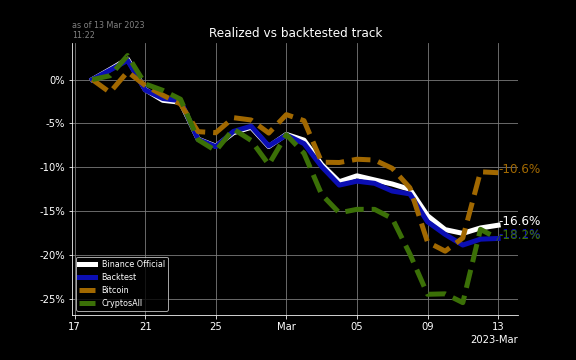 as of 13 Mar 2023
11:22
Realized vs backtested track
0%
-5%
-10%
-15%
-20%
-25%
-10.6%
-16.6%
-18.2%
Binance Official
Backtest
Bitcoin
CryptosAll
17 21 25 Mar 05 09 13
2023-Mar